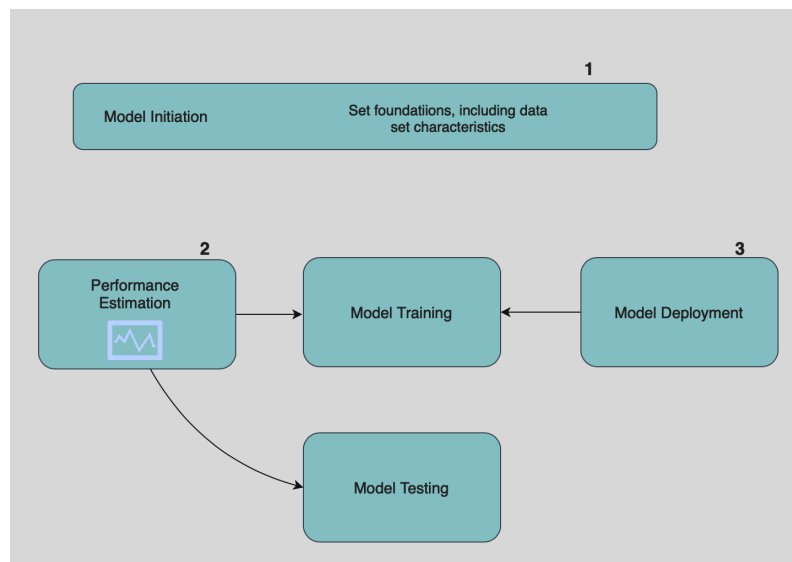 1
Model Initiation
Set foundatiions, including data
set characteristics
2
Performance
Estimation
Model Training
3
Model Deployment
Model Testing